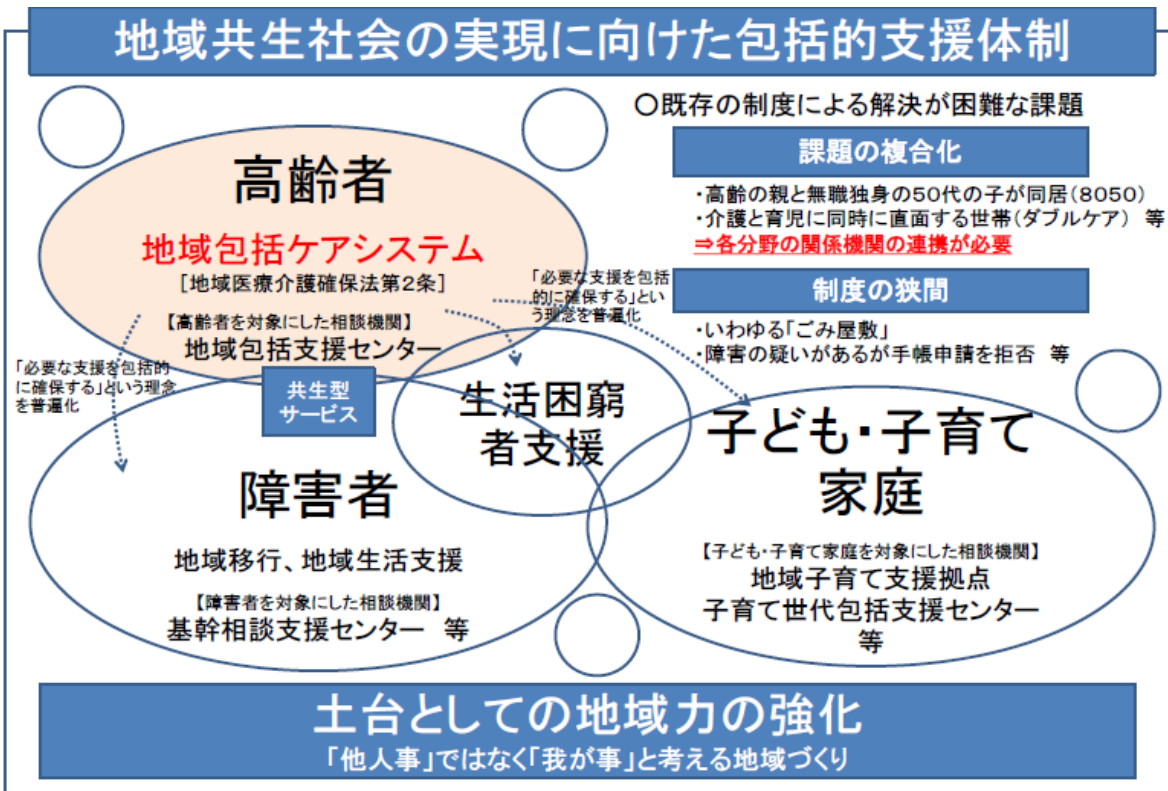 地域共生社会の実現に向けた包括的支援体制
高齢者
地域包括ケアシステム
[地域医療介護確保法第2条]
【高齢者を対象にした相談機関】
地域包括支援センター
「必要な支援を包括的
に確保する」という理念
を普遍化
「必要な支援を包括
的に確保する」とい
う理念を普遍化
共生型
サービス
生活困窮
者支援
障害者
地域移行、地域生活支援
【障害者を対象にした相談機関】
基幹相談支援センター 等
子ども・子育て
家庭
【子ども・子育て家庭を対象にした相談機関】
地域子育て支援拠点
子育て世代包括支援センター
等
〇既存の制度による解決が困難な課題
課題の複合化
・高齢の親と無職独身の50代の子が同居(8050)
・介護と育児に同時に直面する世帯(ダブルケア) 等
⇒各分野の関係機関の連携が必要
制度の狭間
・いわゆる「ごみ屋敷」
・障害の疑いがあるが手帳申請を拒否 等
土台としての地域力の強化
「他人事」ではなく「我が事」と考える地域づくり